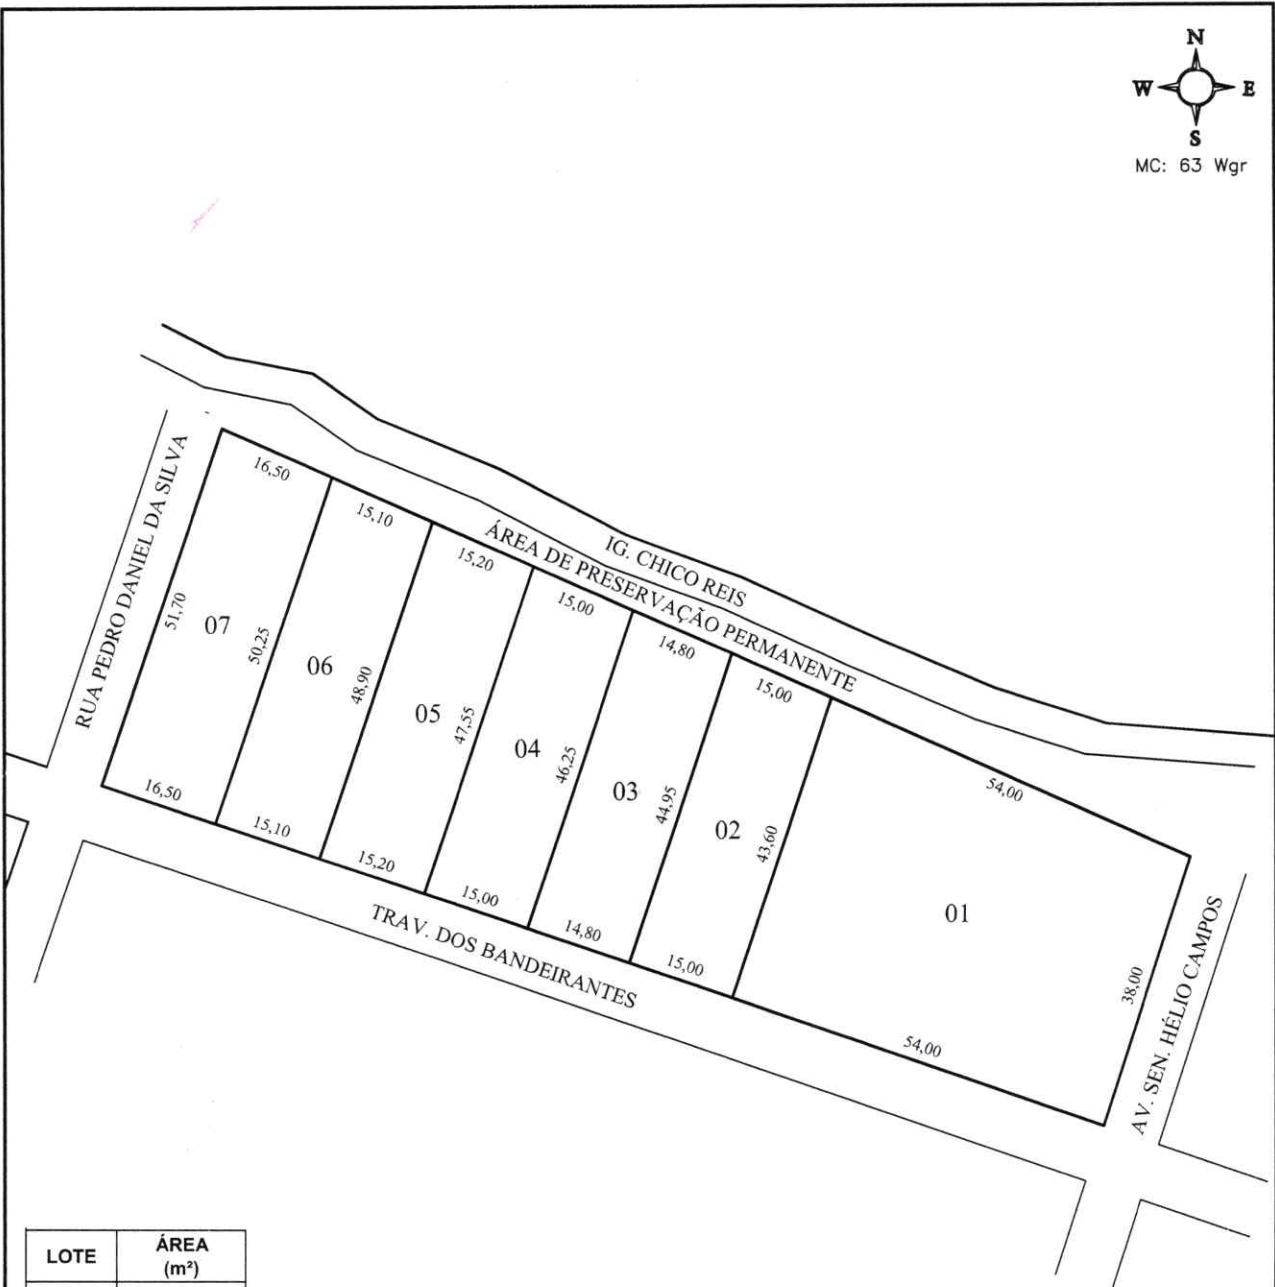 N
W E
S
MC: 63 Wgr
RUA PEDRO DANIEL DA SILVA
IG. CHICO REIS
ÁREA DE PRESERVAÇÃO PERMANENTE
16,50
15,10
15,20
15,00
14,80
15,00
54,00
51,70
07
50,25
06
48,90
05
47,55
04
46,25
03
44,95
02
43,60
01
38,00
16,50
15,10
15,20
15,00
14,80
15,00
54,00
TRAV. DOS BANDEIRANTES
AV. SEN. HÉLIO CAMPOS
LOTE ÁREA
(m²)